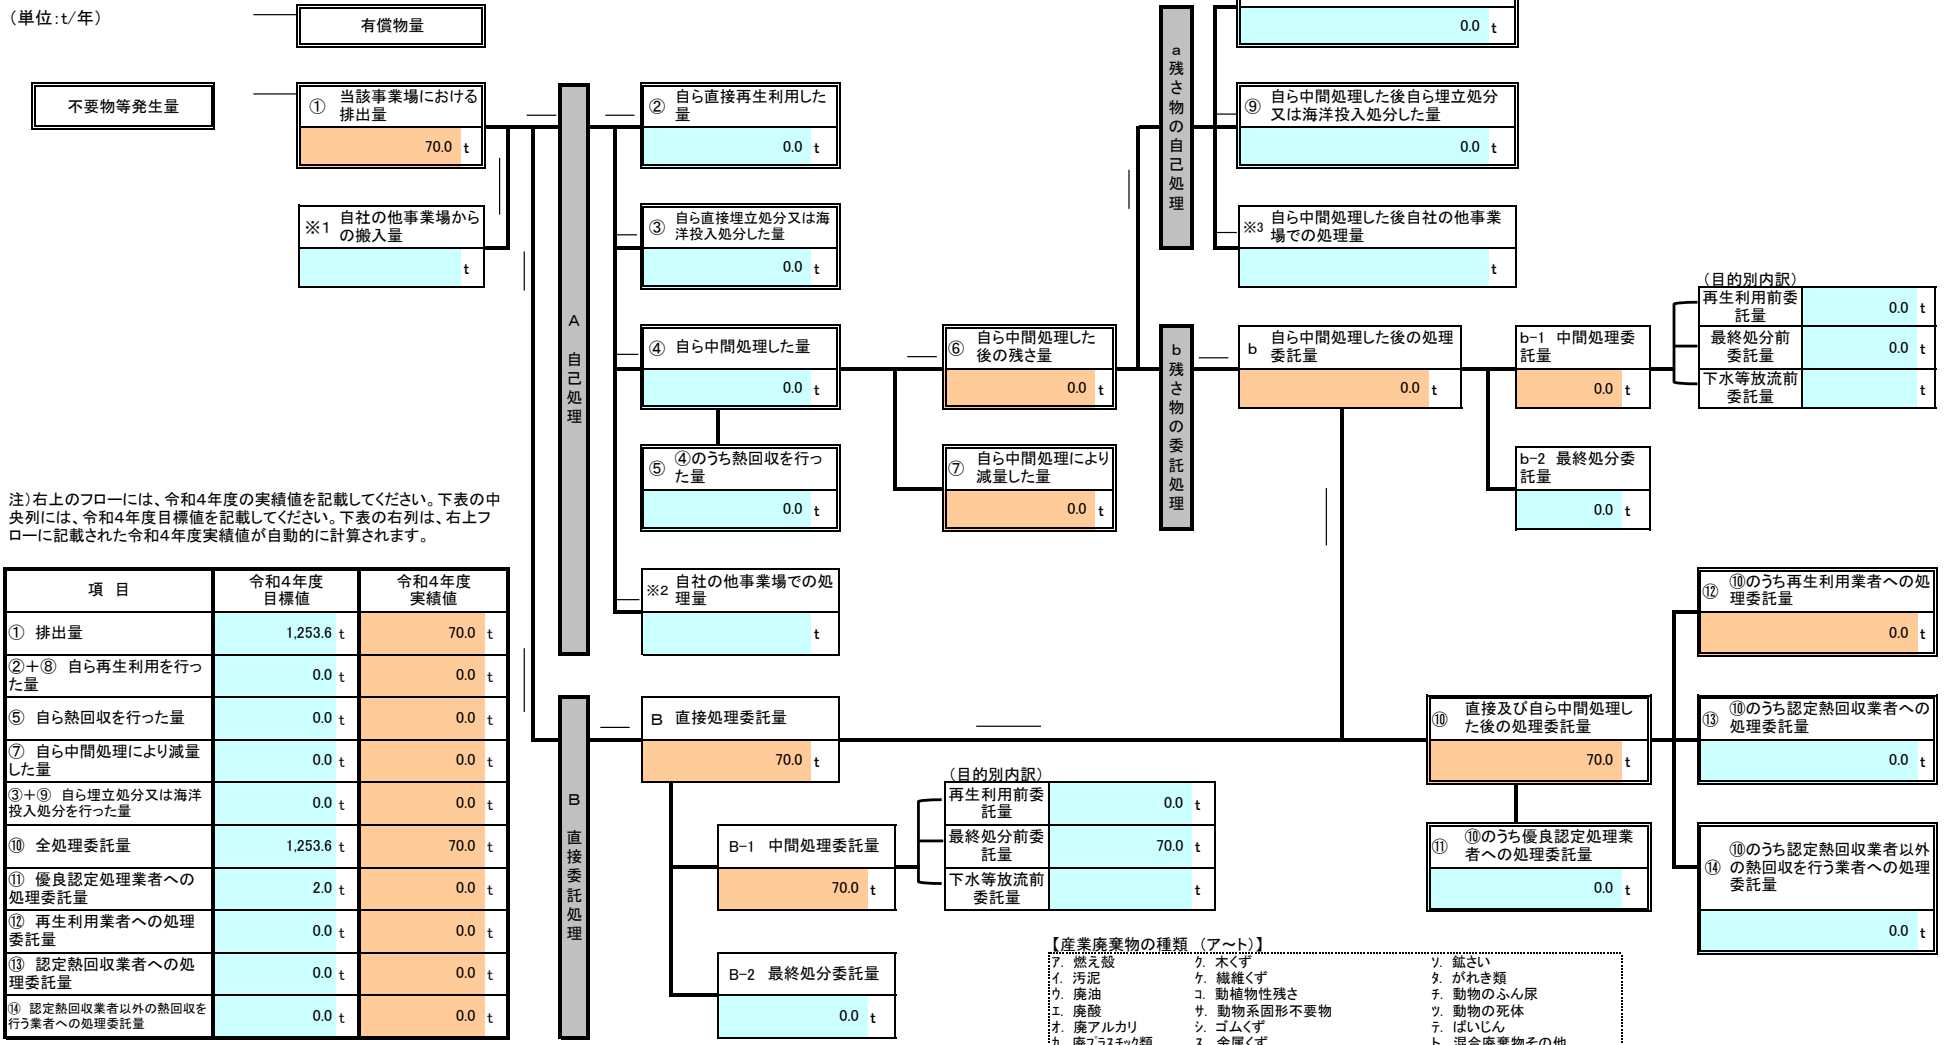 （単位：ｔ/年）
有償物量
0.0 t
不要物等発生量
① 当該事業場における
排出量
70.0 t
※1 自社の他事業場から
の搬入量
t
A 自己処理
② 自ら直接再生利用した
量
0.0 t
③ 自ら直接埋立処分又は海
洋投入処分した量
0.0 t
④ 自ら中間処理した量
0.0 t
⑤ ④のうち熱回収を行っ
た量
0.0 t
※2 自社の他事業場での処
理量
t
⑥ 自ら中間処理した
後の残さ量
0.0 t
⑦ 自ら中間処理により
減量した量
0.0 t
a 残さ物の自己処理
⑨ 自ら中間処理した後自ら埋立処分
又は海洋投入処分した量
0.0 t
※3 自ら中間処理した後自社の他事業
場での処理量
t
b 残さ物の委託処理
b 自ら中間処理した後の処理
委託量
0.0 t
b-1 中間処理委
託量
0.0 t
b-2 最終処分委
託量
0.0 t
（目的別内訳）
再生利用前委
託量 0.0 t
最終処分前
委託量 0.0 t
下水等放流前
委託量 t
注）右上のフローには、令和４年度の実績値を記載してください。下表の中
央列には、令和４年度目標値を記載してください。下表の右列は、右上フ
ローに記載された令和４年度実績値が自動的に計算されます。
項 目 令和４年度
目標値 令和４年度
実績値
① 排出量 1,253.6 t 70.0 t
②＋⑧ 自ら再生利用を行っ
た量 0.0 t 0.0 t
⑤ 自ら熱回収を行った量 0.0 t 0.0 t
⑦ 自ら中間処理により減量
した量 0.0 t 0.0 t
③＋⑨ 自ら埋立処分又は海洋
投入処分を行った量 0.0 t 0.0 t
⑩ 全処理委託量 1,253.6 t 70.0 t
⑪ 優良認定処理業者への
処理委託量 2.0 t 0.0 t
⑫ 再生利用業者への処理
委託量 0.0 t 0.0 t
⑬ 認定熱回収業者への処
理委託量 0.0 t 0.0 t
⑭ 認定熱回収業者以外の熱回収を
行う業者への処理委託量 0.0 t 0.0 t
B 直接委託処理
B 直接処理委託量
70.0 t
B-1 中間処理委託量
70.0 t
B-2 最終処分委託量
0.0 t
（目的別内訳）
再生利用前委
託量 0.0 t
最終処分前委
託量 70.0 t
下水等放流前
委託量 t
⑩ 直接及び自ら中間処理し
た後の処理委託量
70.0 t
⑪ ⑩のうち優良認定処理業
者への処理委託量
0.0 t
⑫ ⑩のうち再生利用業者への処
理委託量
0.0 t
⑬ ⑩のうち認定熱回収業者への
処理委託量
0.0 t
⑭ ⑩のうち認定熱回収業者以外
の熱回収を行う業者への処理
委託量
0.0 t
【産業廃棄物の種類 （ア～ト）】
ア. 燃え殻 ク. 木くず ソ. 鉱さい
イ. 汚泥 ケ. 繊維くず タ. がれき類
ウ. 廃油 コ. 動植物性残さ チ. 動物のふん尿
エ. 廃酸 サ. 動物系固形不要物 ツ. 動物の死体
オ. 廃アルカリ シ. ゴムくず テ. ばいじん
カ. 廃プラスチック類 ス. 金属くず ト. 混合廃棄物その他